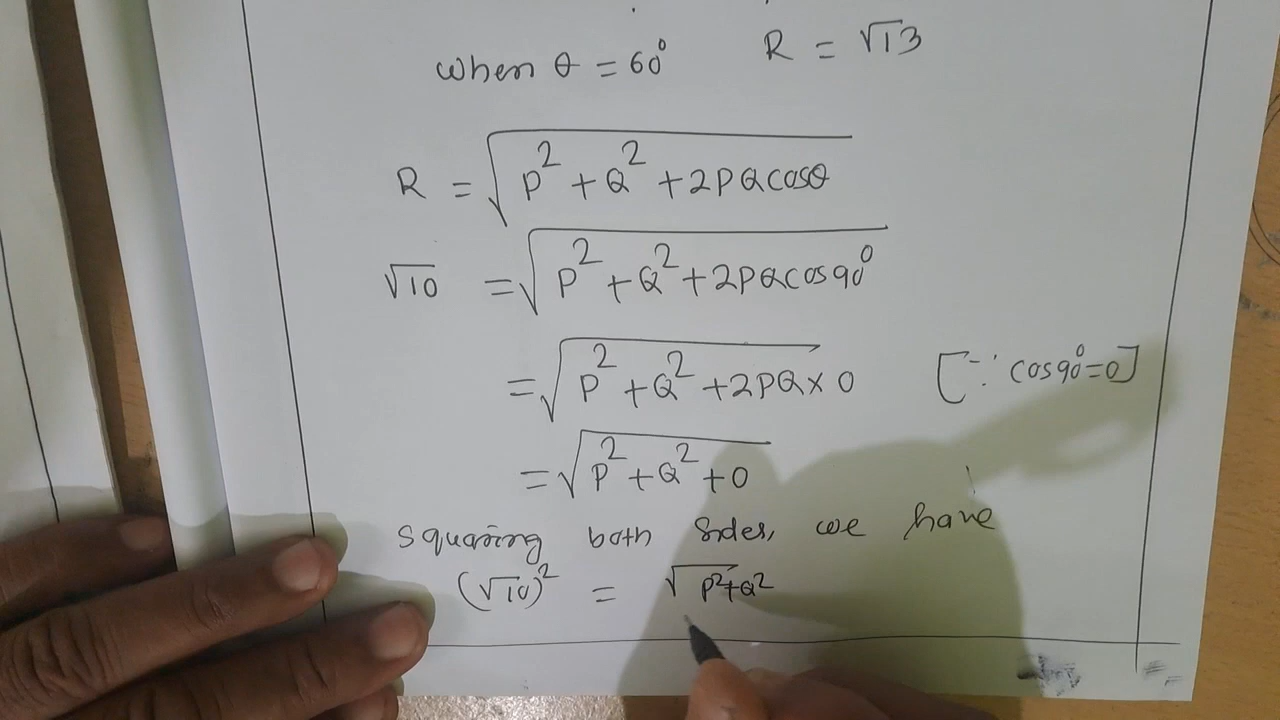 when θ = 60° R = √13
R = √P² + Q² + 2PQcosθ
√10 = √P² + Q² + 2PQcos90°
= √P² + Q² + 2PQ × 0 [∵ cos90° = 0]
= √P² + Q² + 0
squaring both sides, we have
(√10)² = √P² + Q²